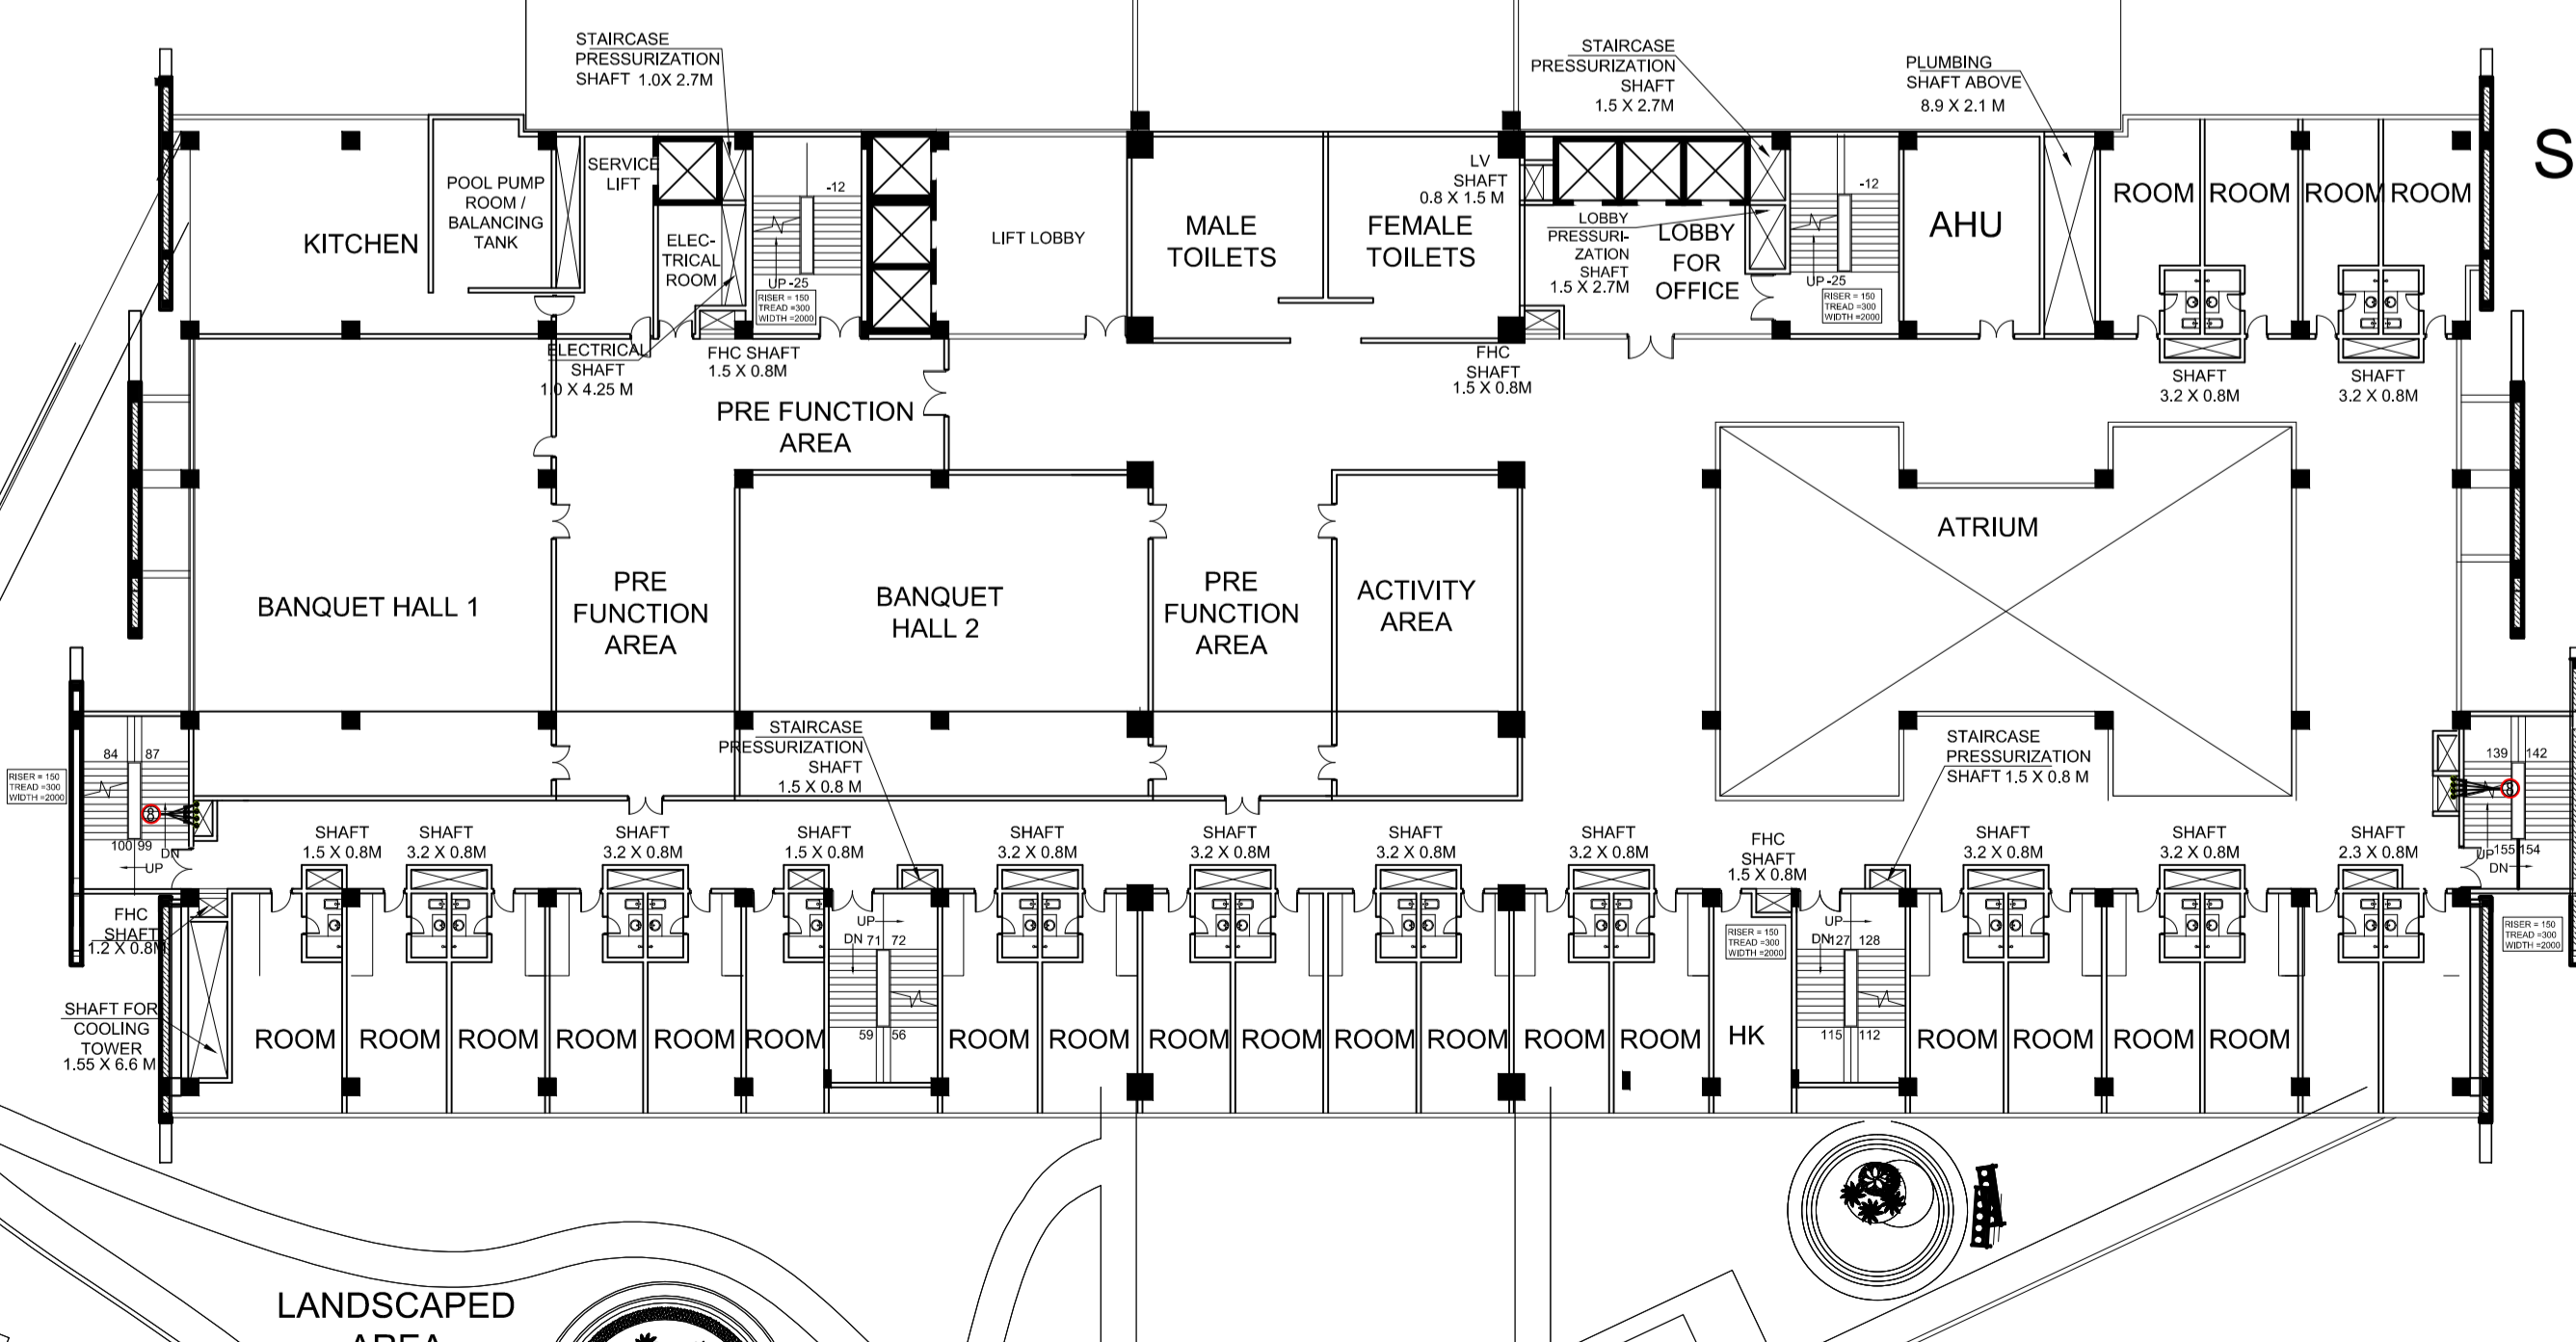 STAIRCASE
PRESSURIZATION
SHAFT 1.0X 2.7M
STAIRCASE
PRESSURIZATION
SHAFT
1.5 X 2.7M
PLUMBING
SHAFT ABOVE
8.9 X 2.1 M
S
KITCHEN
POOL PUMP
ROOM /
BALANCING
TANK
SERVICE
LIFT
ELEC-
TRICAL
ROOM
-12
UP -25
RISER = 150
TREAD =300
WIDTH =2000
LIFT LOBBY
MALE
TOILETS
FEMALE
TOILETS
LV
SHAFT
0.8 X 1.5 M
LOBBY
PRESSURI-
ZATION
SHAFT
1.5 X 2.7M
LOBBY
FOR
OFFICE
-12
UP -25
RISER = 150
TREAD =300
WIDTH =2000
AHU
ROOM
ROOM
ROOM
ROOM
ELECTRICAL
SHAFT
1.0 X 4.25 M
FHC SHAFT
1.5 X 0.8M
FHC
SHAFT
1.5 X 0.8M
SHAFT
3.2 X 0.8M
SHAFT
3.2 X 0.8M
PRE FUNCTION
AREA
BANQUET HALL 1
PRE
FUNCTION
AREA
BANQUET
HALL 2
PRE
FUNCTION
AREA
ACTIVITY
AREA
ATRIUM
STAIRCASE
PRESSURIZATION
SHAFT
1.5 X 0.8 M
STAIRCASE
PRESSURIZATION
SHAFT 1.5 X 0.8 M
84 87
RISER = 150
TREAD =300
WIDTH =2000
8
100 99
DN
UP
139 142
8
UP 155 154
DN
RISER = 150
TREAD =300
WIDTH =2000
SHAFT
1.5 X 0.8M
SHAFT
3.2 X 0.8M
SHAFT
3.2 X 0.8M
SHAFT
1.5 X 0.8M
SHAFT
3.2 X 0.8M
SHAFT
3.2 X 0.8M
SHAFT
3.2 X 0.8M
SHAFT
3.2 X 0.8M
FHC
SHAFT
1.5 X 0.8M
SHAFT
3.2 X 0.8M
SHAFT
3.2 X 0.8M
SHAFT
2.3 X 0.8M
FHC
SHAFT
1.2 X 0.8M
SHAFT FOR
COOLING
TOWER
1.55 X 6.6 M
UP
DN 71 72
59 56
RISER = 150
TREAD =300
WIDTH =2000
UP
DN 127 128
115 112
ROOM
ROOM
ROOM
ROOM
ROOM
ROOM
ROOM
ROOM
ROOM
ROOM
ROOM
ROOM
ROOM
ROOM
HK
ROOM
ROOM
ROOM
ROOM
LANDSCAPED
AREA